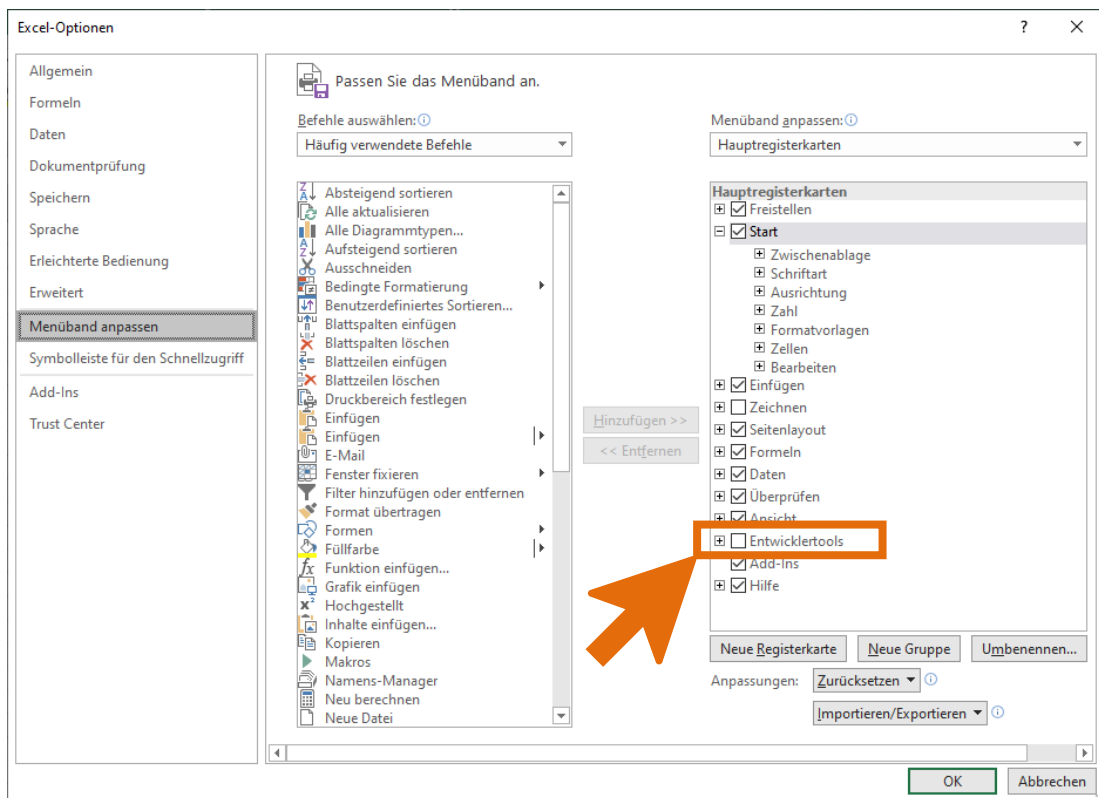 Excel-Optionen
?
Allgemein
Formeln
Daten
Dokumentprüfung
Speichern
Sprache
Erleichterte Bedienung
Erweitert
Menüband anpassen
Symbolleiste für den Schnellzugriff
Add-Ins
Trust Center
Passen Sie das Menüband an.
Befehle auswählen:
Häufig verwendete Befehle
Absteigend sortieren
Alle aktualisieren
Alle Diagrammtypen...
Aufsteigend sortieren
Ausschneiden
Bedingte Formatierung
Benutzerdefiniertes Sortieren...
Blattspalten einfügen
Blattspalten löschen
Blattzeilen einfügen
Blattzeilen löschen
Druckbereich festlegen
Einfügen
Einfügen
E-Mail
Fenster fixieren
Filter hinzufügen oder entfernen
Format übertragen
Formen
Füllfarbe
Funktion einfügen...
Grafik einfügen
Hochgestellt
Inhalte einfügen...
Kopieren
Makros
Namens-Manager
Neu berechnen
Neue Datei
Hinzufügen >>
<< Entfernen
Menüband anpassen:
Hauptregisterkarten
Hauptregisterkarten
Freistellen
Start
Zwischenablage
Schriftart
Ausrichtung
Zahl
Formatvorlagen
Zellen
Bearbeiten
Einfügen
Zeichnen
Seitenlayout
Formeln
Daten
Überprüfen
Ansicht
Entwicklertools
Add-Ins
Hilfe
Neue Registerkarte
Neue Gruppe
Umbenennen...
Anpassungen:
Zurücksetzen
Importieren/Exportieren
OK
Abbrechen